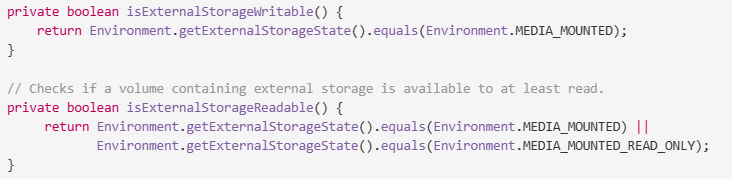 private boolean isExternalStorageWritable() {
    return Environment.getExternalStorageState().equals(Environment.MEDIA_MOUNTED);
}

// Checks if a volume containing external storage is available to at least read.
private boolean isExternalStorageReadable() {
     return Environment.getExternalStorageState().equals(Environment.MEDIA_MOUNTED) ||
            Environment.getExternalStorageState().equals(Environment.MEDIA_MOUNTED_READ_ONLY);
}